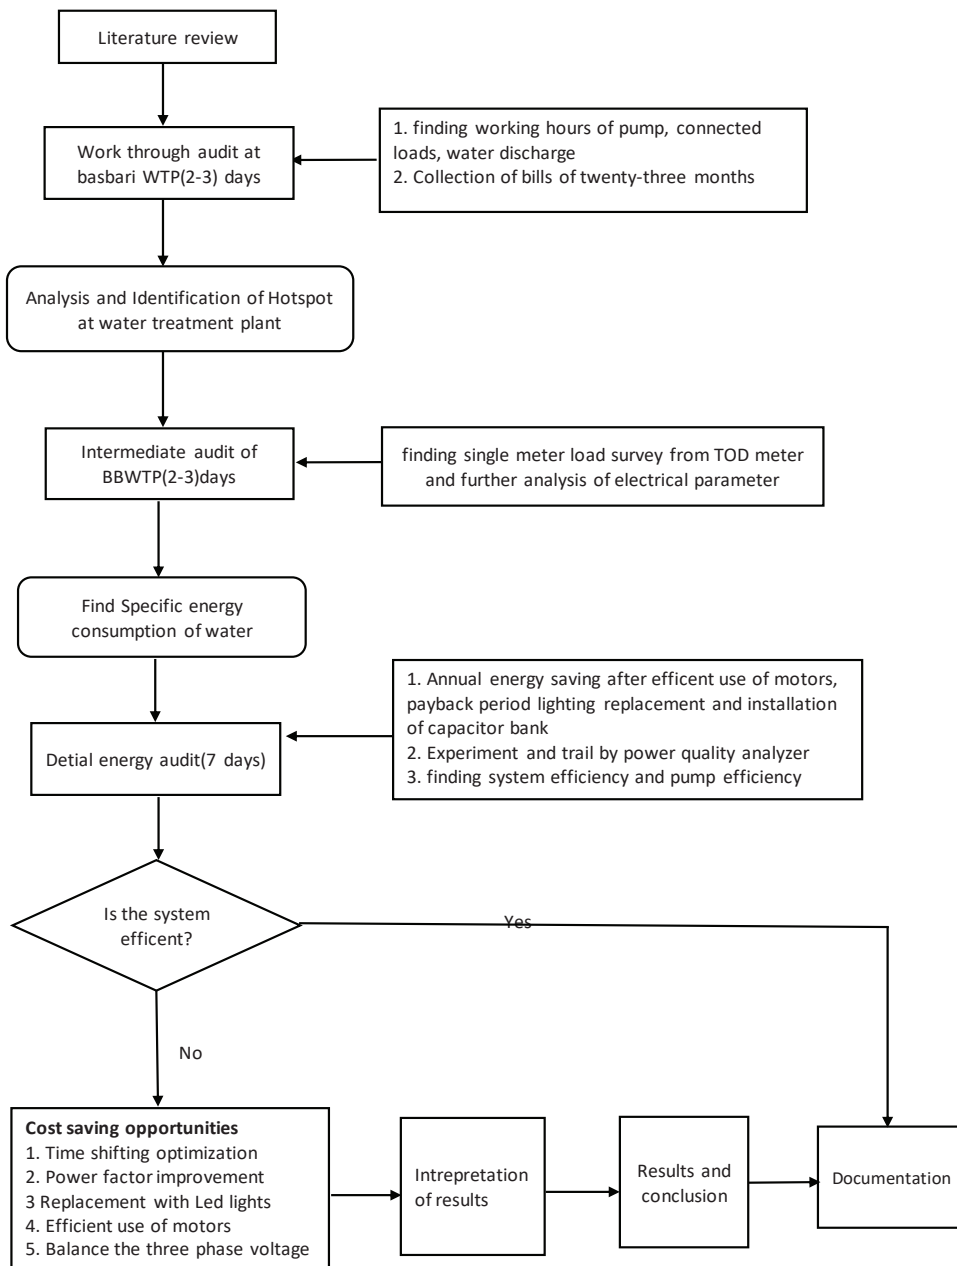 Literature review
Work through audit at
basbari WTP(2-3) days
1. finding working hours of pump, connected
loads, water discharge
2. Collection of bills of twenty-three months
Analysis and Identification of Hotspot
at water treatment plant
Intermediate audit of
BBWTP(2-3)days
finding single meter load survey from TOD meter
and further analysis of electrical parameter
Find Specific energy
consumption of water
1. Annual energy saving after efficent use of motors,
payback period lighting replacement and installation
of capacitor bank
2. Experiment and trail by power quality analyzer
3. finding system efficiency and pump efficiency
Detial energy audit(7 days)
Is the system
efficent?
Yes
No
Cost saving opportunities
1. Time shifting optimization
2. Power factor improvement
3 Replacement with Led lights
4. Efficient use of motors
5. Balance the three phase voltage
Intrepretation
of results
Results and
conclusion
Documentation